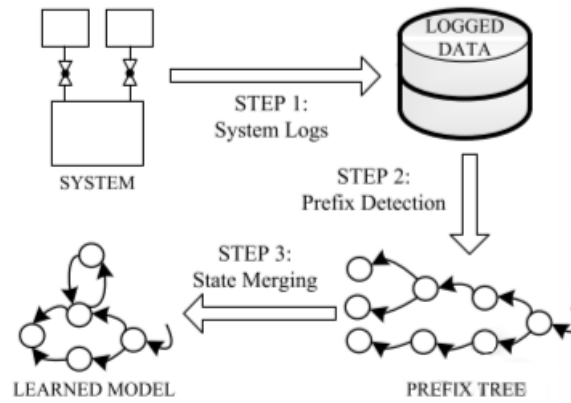 LOGGED
DATA
STEP 1:
System Logs
SYSTEM
STEP 2:
Prefix Detection
STEP 3:
State Merging
LEARNED MODEL
PREFIX TREE